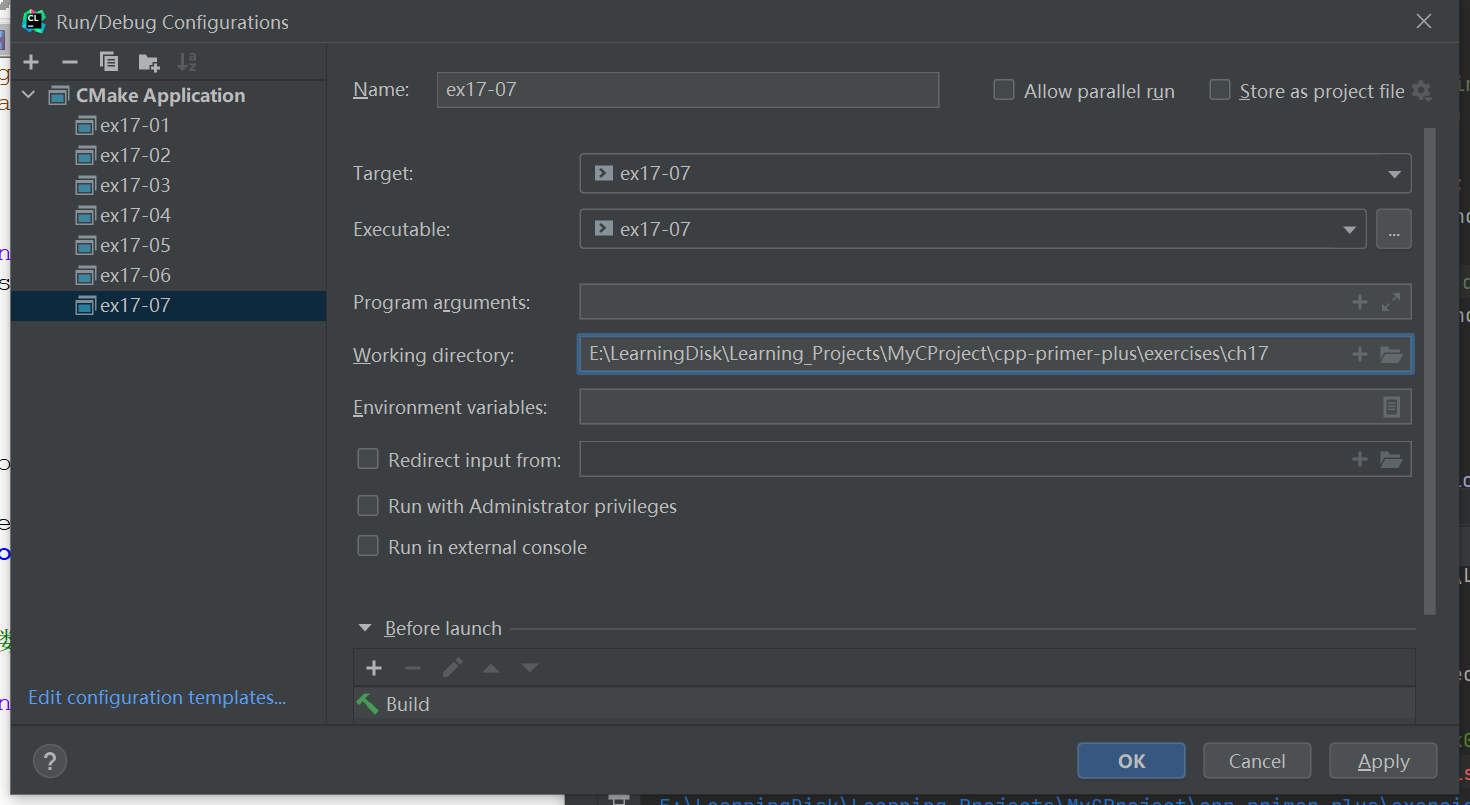 CL
Run/Debug Configurations
CMake Application
ex17-01
ex17-02
ex17-03
ex17-04
ex17-05
ex17-06
ex17-07
Edit configuration templates...
Name: ex17-07
Allow parallel run
Store as project file
Target: ex17-07
Executable: ex17-07 ...
Program arguments:
Working directory: E:\LearningDisk\Learning_Projects\MyCProject\cpp-primer-plus\exercises\ch17
Environment variables:
Redirect input from:
Run with Administrator privileges
Run in external console
Before launch
Build
?
OK
Cancel
Apply